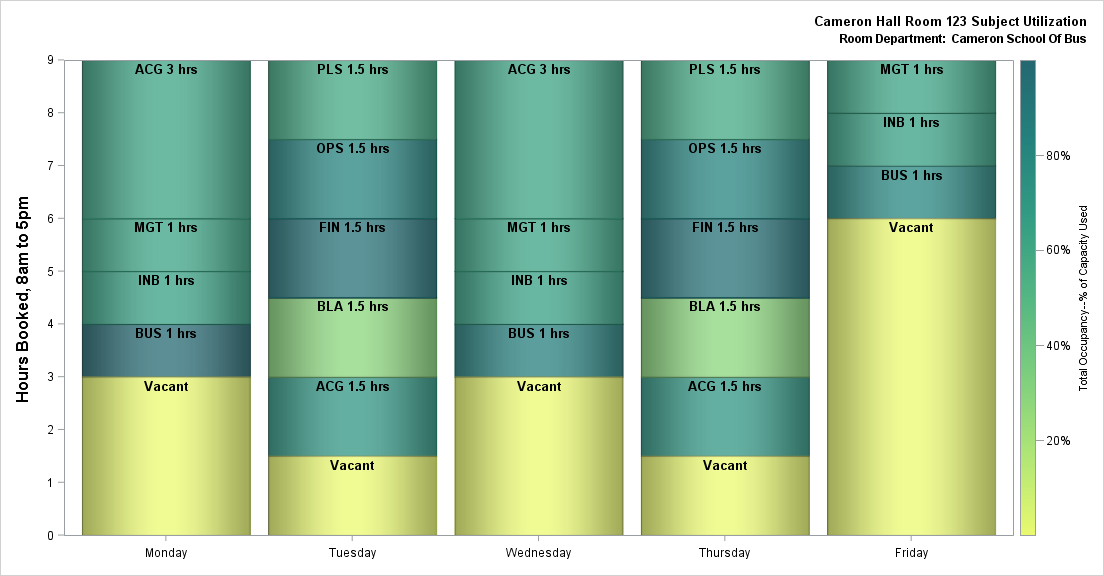 Cameron Hall Room 123 Subject Utilization
Room Department: Cameron School Of Bus
Hours Booked, 8am to 5pm
9
8
7
6
5
4
3
2
1
0
ACG 3 hrs
MGT 1 hrs
INB 1 hrs
BUS 1 hrs
Vacant
Monday
PLS 1.5 hrs
OPS 1.5 hrs
FIN 1.5 hrs
BLA 1.5 hrs
ACG 1.5 hrs
Vacant
Tuesday
ACG 3 hrs
MGT 1 hrs
INB 1 hrs
BUS 1 hrs
Vacant
Wednesday
PLS 1.5 hrs
OPS 1.5 hrs
FIN 1.5 hrs
BLA 1.5 hrs
ACG 1.5 hrs
Vacant
Thursday
MGT 1 hrs
INB 1 hrs
BUS 1 hrs
Vacant
Friday
80%
60%
40%
20%
Total Occupancy--% of Capacity Used